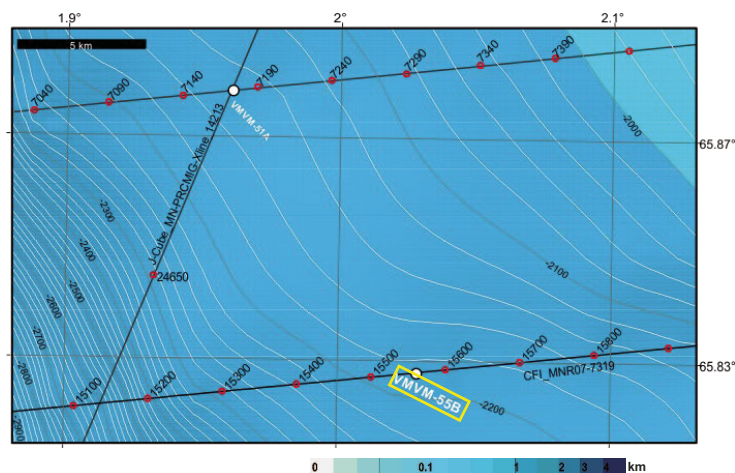 1.9° 2° 2.1°
5 km
7040 7090 7140 7190 7240 7290 7340 7390
VMVM-51A
-2000
65.87°
J-Cube_MN-PRCMIG-Xline_14213
-2300
-2400
-2500
-2600
-2700
-2800
-2900
24650
-2100
15100 15200 15300 15400 15500 15600 15700 15800
65.83°
CFI_MNR07-7319
VMVM-55B
-2200
0 0.1 1 2 3 4 km